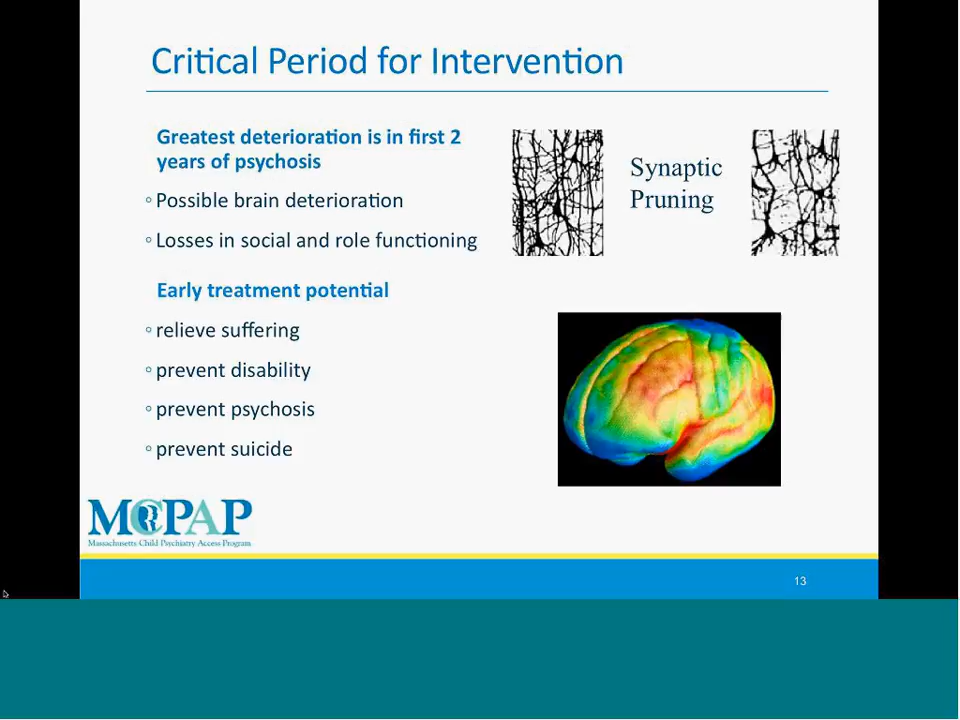 Critical Period for Intervention
Greatest deterioration is in first 2
years of psychosis
◦ Possible brain deterioration
◦ Losses in social and role functioning
Early treatment potential
◦ relieve suffering
◦ prevent disability
◦ prevent psychosis
◦ prevent suicide
Synaptic
Pruning
MCPAP
Massachusetts Child Psychiatry Access Program
13